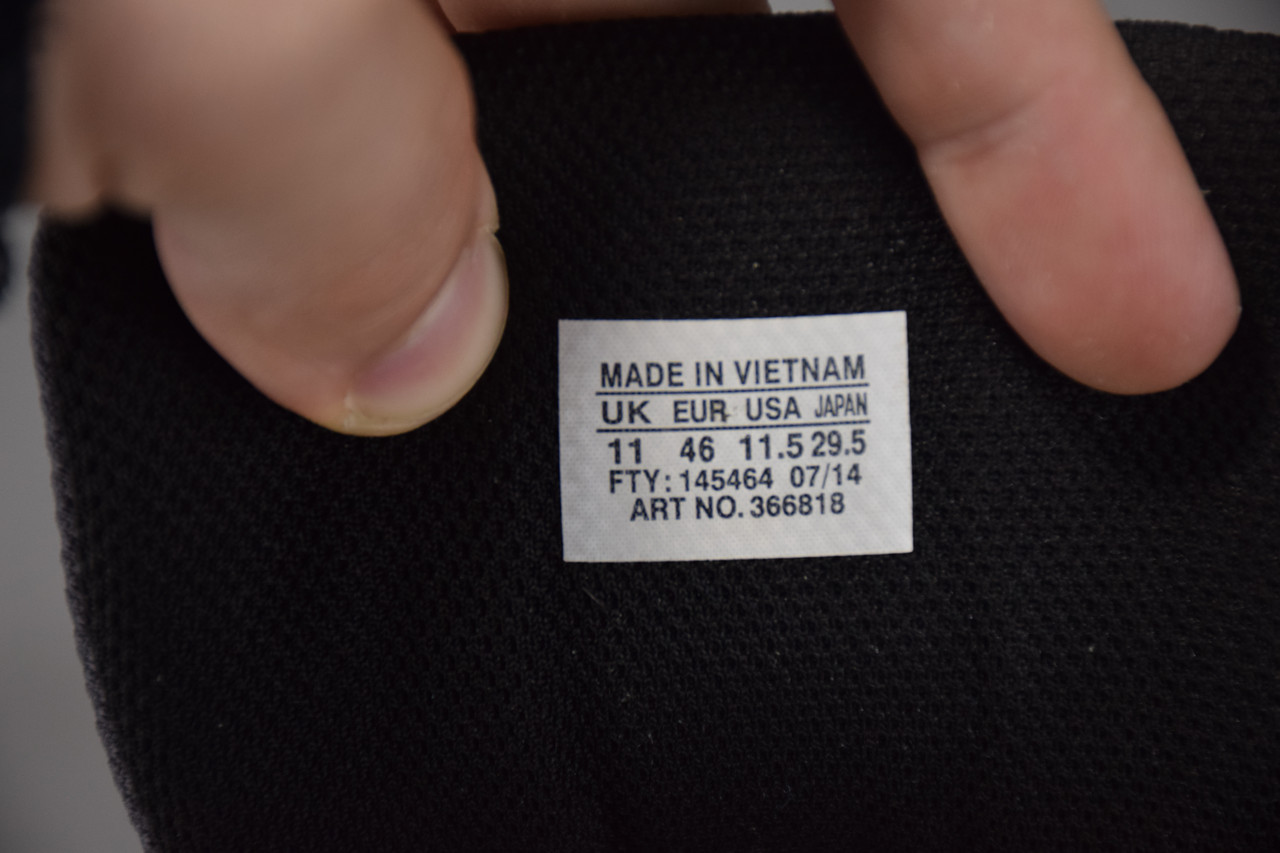 MADE IN VIETNAM
UK EUR USA JAPAN
11 46 11.5 29.5
FTY: 145464 07/14
ART NO. 366818